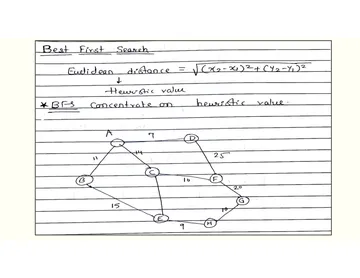 Best First Search
Euclidean distance = √(x₂-x₁)²+(y₂-y₁)²
↓
Heuristic value
* BFS concentrate on heuristic value.
A 7 D
11 14 25
B C 10 F
20
G
15 10
E 9 H